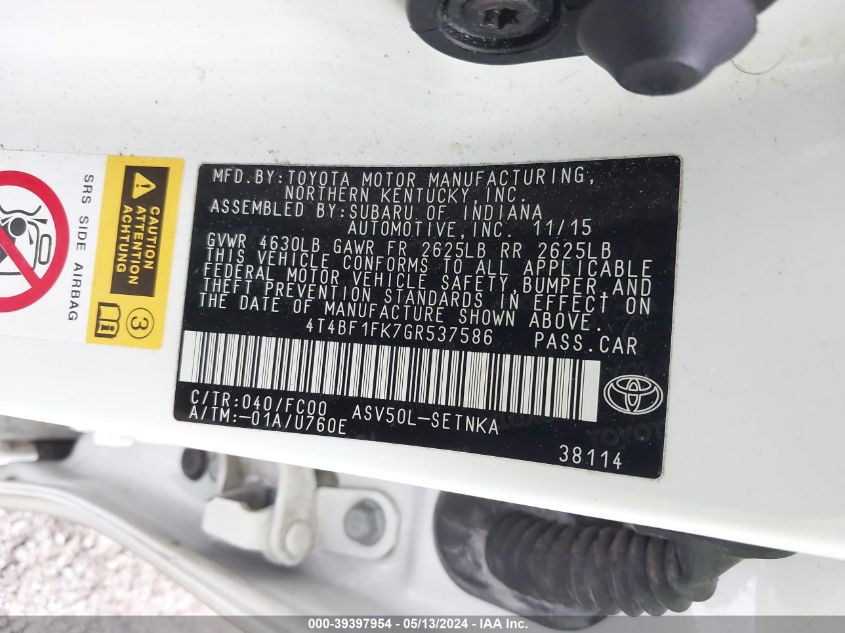 MFD.BY:TOYOTA MOTOR MANUFACTURING,
NORTHERN KENTUCKY, INC.
ASSEMBLED BY:SUBARU OF INDIANA
AUTOMOTIVE, INC. 11/15
GVWR 4630LB GAWR FR 2625LB RR 2625LB
THIS VEHICLE CONFORMS TO ALL APPLICABLE
FEDERAL MOTOR VEHICLE SAFETY, BUMPER, AND
THEFT PREVENTION STANDARDS IN EFFECT ON
THE DATE OF MANUFACTURE SHOWN ABOVE.
4T4BF1FK7GR537586 PASS.CAR
C/TR:040/FC00 ASV50L-SETNKA
A/TM:-01A/U760E
38114
SRS SIDE AIRBAG
CAUTION
ATTENTION
3
000-39397954 - 05/13/2024 - IAAI.com